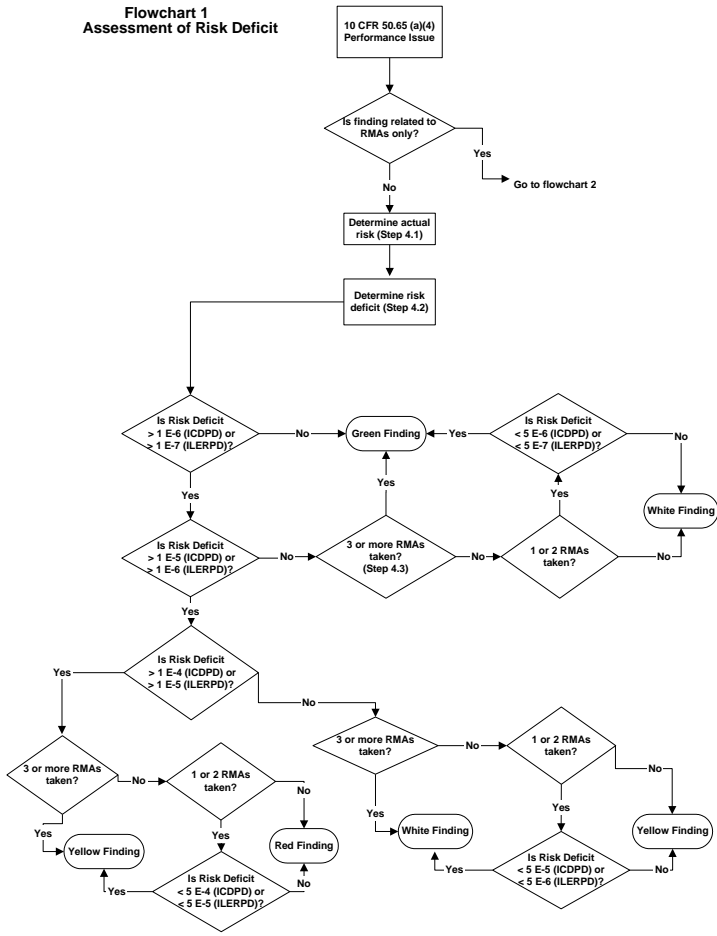 Flowchart 1
Assessment of Risk Deficit
10 CFR 50.65 (a)(4)
Performance Issue
Is finding related to
RMAs only?
Yes
Go to flowchart 2
No
Determine actual
risk (Step 4.1)
Determine risk
deficit (Step 4.2)
Is Risk Deficit
> 1 E-6 (ICDPD) or
> 1 E-7 (ILERPD)?
No
Green Finding
Yes
Is Risk Deficit
< 5 E-6 (ICDPD) or
< 5 E-7 (ILERPD)?
No
Yes
Yes
Yes
White Finding
Is Risk Deficit
> 1 E-5 (ICDPD) or
> 1 E-6 (ILERPD)?
No
3 or more RMAs
taken?
(Step 4.3)
No
1 or 2 RMAs
taken?
No
Yes
Is Risk Deficit
> 1 E-4 (ICDPD) or
> 1 E-5 (ILERPD)?
Yes
No
3 or more RMAs
taken?
No
1 or 2 RMAs
taken?
No
3 or more RMAs
taken?
No
1 or 2 RMAs
taken?
No
Yes
Yellow Finding
Yes
Red Finding
Yes
White Finding
Yes
Yellow Finding
Is Risk Deficit
< 5 E-4 (ICDPD) or
< 5 E-5 (ILERPD)?
Yes
No
Is Risk Deficit
< 5 E-5 (ICDPD) or
< 5 E-6 (ILERPD)?
Yes
No